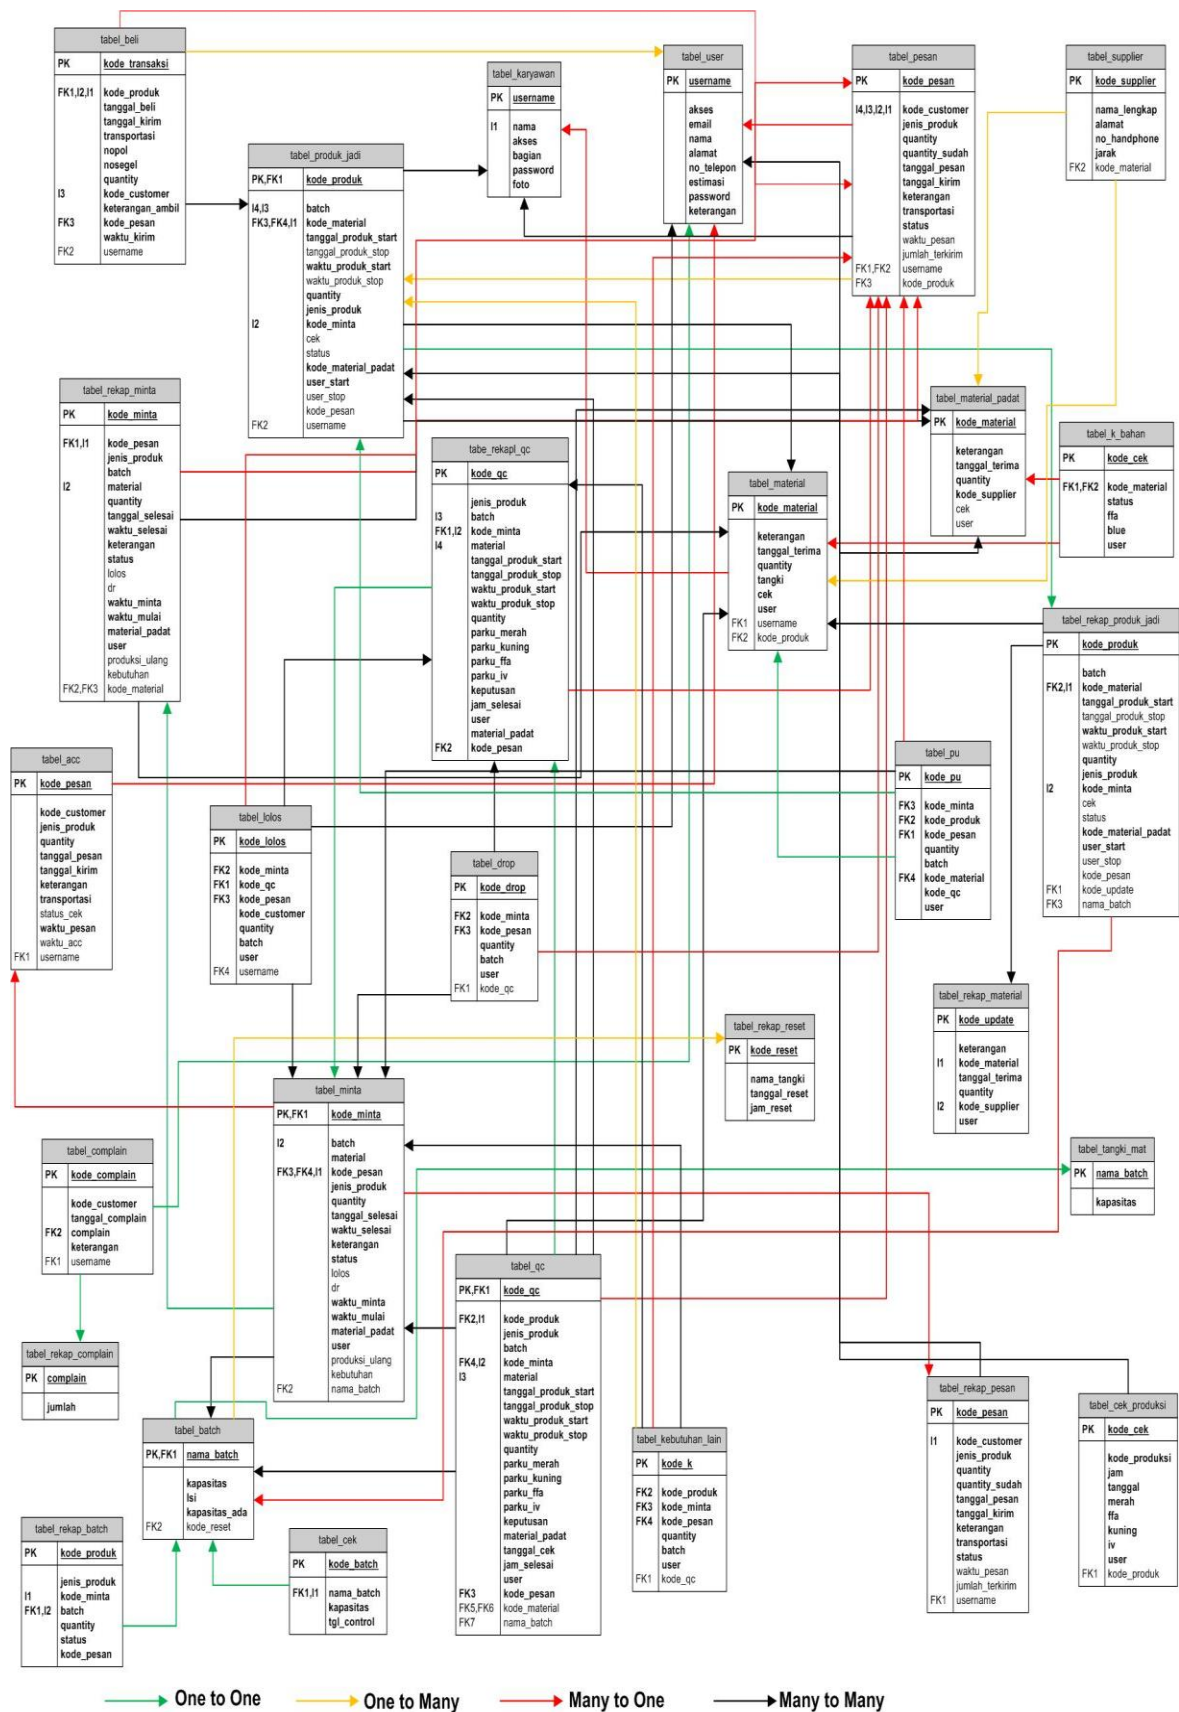 tabel_beli
PK kode_transaksi
FK1,I2,I1 kode_produk
tanggal_beli
tanggal_kirim
transportasi
nopol
nosegel
quantity
I3 kode_customer
keterangan_ambil
FK3 kode_pesan
waktu_kirim
FK2 username
tabel_karyawan
PK username
I1 nama
akses
bagian
password
foto
tabel_user
PK username
akses
email
nama
alamat
no_telepon
estimasi
password
keterangan
tabel_pesan
PK kode_pesan
I4,I3,I2,I1 kode_customer
jenis_produk
quantity
quantity_sudah
tanggal_pesan
tanggal_kirim
keterangan
transportasi
status
waktu_pesan
jumlah_terkirim
FK1,FK2 username
FK3 kode_produk
tabel_supplier
PK kode_supplier
nama_lengkap
alamat
no_handphone
jarak
FK2 kode_material
tabel_produk_jadi
PK,FK1 kode_produk
I4,I3 batch
FK3,FK4,I1 kode_material
tanggal_produk_start
tanggal_produk_stop
waktu_produk_start
waktu_produk_stop
quantity
jenis_produk
I2 kode_minta
cek
status
kode_material_padat
user_start
user_stop
kode_pesan
FK2 username
tabel_rekap_minta
PK kode_minta
FK1,I1 kode_pesan
jenis_produk
batch
I2 material
quantity
tanggal_selesai
waktu_selesai
keterangan
status
lolos
dr
waktu_minta
waktu_mulai
material_padat
user
produksi_ulang
kebutuhan
FK2,FK3 kode_material
tabe_rekapl_qc
PK kode_qc
jenis_produk
I3 batch
FK1,I2 kode_minta
I4 material
tanggal_produk_start
tanggal_produk_stop
waktu_produk_start
waktu_produk_stop
quantity
parku_merah
parku_kuning
parku_ffa
parku_iv
keputusan
jam_selesai
user
material_padat
FK2 kode_pesan
tabel_material
PK kode_material
keterangan
tanggal_terima
quantity
tangki
cek
user
FK1 username
FK2 kode_produk
tabel_material_padat
PK kode_material
keterangan
tanggal_terima
quantity
kode_supplier
cek
user
tabel_k_bahan
PK kode_cek
FK1,FK2 kode_material
status
ffa
blue
user
tabel_rekap_produk_jadi
PK kode_produk
batch
FK2,I1 kode_material
tanggal_produk_start
tanggal_produk_stop
waktu_produk_start
waktu_produk_stop
quantity
jenis_produk
I2 kode_minta
cek
status
kode_material_padat
user_start
user_stop
kode_pesan
FK1 kode_update
FK3 nama_batch
tabel_acc
PK kode_pesan
kode_customer
jenis_produk
quantity
tanggal_pesan
tanggal_kirim
keterangan
transportasi
status_cek
waktu_pesan
waktu_acc
FK1 username
tabel_lolos
PK kode_lolos
FK2 kode_minta
FK1 kode_qc
FK3 kode_pesan
kode_customer
quantity
batch
user
FK4 username
tabel_drop
PK kode_drop
FK2 kode_minta
FK3 kode_pesan
quantity
batch
user
FK1 kode_qc
tabel_pu
PK kode_pu
FK3 kode_minta
FK2 kode_produk
FK1 kode_pesan
quantity
batch
FK4 kode_material
kode_qc
user
tabel_rekap_material
PK kode_update
keterangan
I1 kode_material
tanggal_terima
quantity
I2 kode_supplier
user
tabel_rekap_reset
PK kode_reset
nama_tangki
tanggal_reset
jam_reset
tabel_minta
PK,FK1 kode_minta
I2 batch
material
FK3,FK4,I1 kode_pesan
jenis_produk
quantity
tanggal_selesai
waktu_selesai
keterangan
status
lolos
dr
waktu_minta
waktu_mulai
material_padat
user
produksi_ulang
kebutuhan
FK2 nama_batch
tabel_complain
PK kode_complain
kode_customer
tanggal_complain
FK2 complain
keterangan
FK1 username
tabel_tangki_mat
PK nama_batch
kapasitas
tabel_qc
PK,FK1 kode_qc
FK2,I1 kode_produk
jenis_produk
batch
FK4,I2 kode_minta
I3 material
tanggal_produk_start
tanggal_produk_stop
waktu_produk_start
waktu_produk_stop
quantity
parku_merah
parku_kuning
parku_ffa
parku_iv
keputusan
material_padat
tanggal_cek
jam_selesai
user
FK3 kode_pesan
FK5,FK6 kode_material
FK7 nama_batch
tabel_rekap_complain
PK complain
jumlah
tabel_batch
PK,FK1 nama_batch
kapasitas
Isi
kapasitas_ada
FK2 kode_reset
tabel_kebutuhan_lain
PK kode_k
FK2 kode_produk
FK3 kode_minta
FK4 kode_pesan
quantity
batch
user
FK1 kode_qc
tabel_rekap_pesan
PK kode_pesan
I1 kode_customer
jenis_produk
quantity
quantity_sudah
tanggal_pesan
tanggal_kirim
keterangan
transportasi
status
waktu_pesan
jumlah_terkirim
FK1 username
tabel_cek_produksi
PK kode_cek
kode_produksi
jam
tanggal
merah
ffa
kuning
iv
user
FK1 kode_produk
tabel_rekap_batch
PK kode_produk
jenis_produk
I1 kode_minta
FK1,I2 batch
quantity
status
kode_pesan
tabel_cek
PK kode_batch
FK1,I1 nama_batch
kapasitas
tgl_control
One to One
One to Many
Many to One
Many to Many